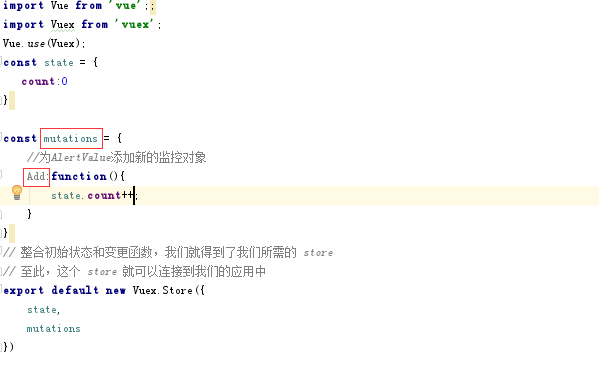 import Vue from 'vue';;
import Vuex from 'vuex';
Vue.use(Vuex);
const state = {
count:0
}
const mutations = {
//为AlertValue添加新的监控对象
Add:function(){
state.count++;
}
}
// 整合初始状态和变更函数，我们就得到了我们所需的 store
// 至此，这个 store 就可以连接到我们的应用中
export default new Vuex.Store({
state,
mutations
})